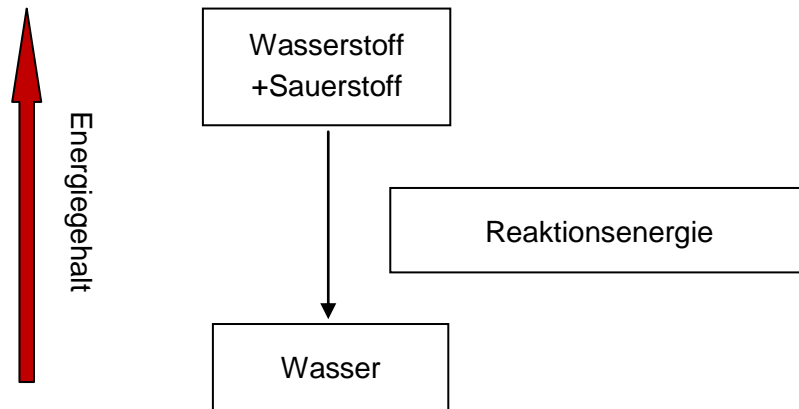 Wasserstoff
+Sauerstoff
Energiegehalt
Reaktionsenergie
Wasser